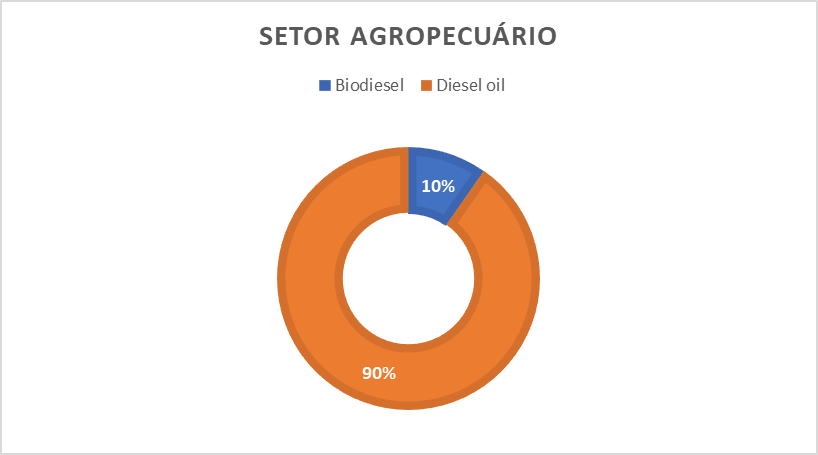 SETOR AGROPECUÁRIO
Biodiesel Diesel oil
10%
90%